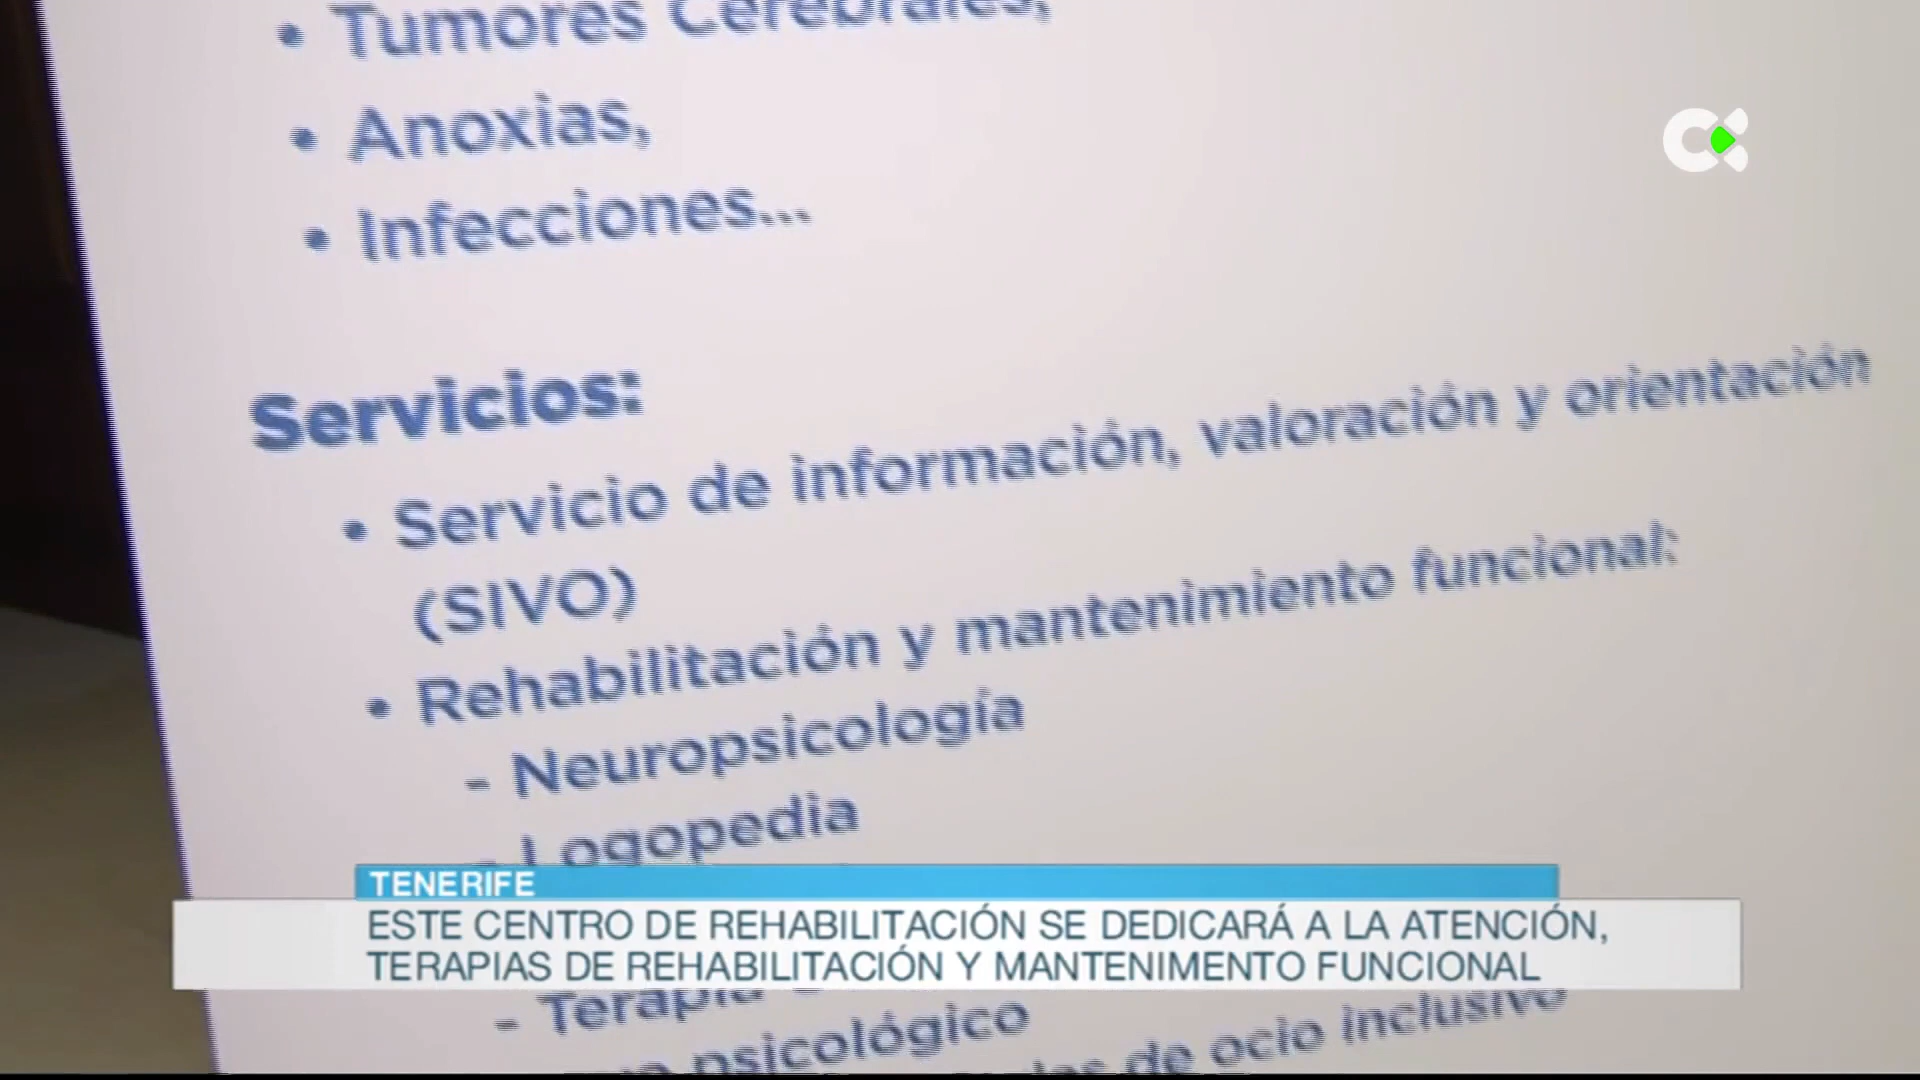 • Tumores Cerebrales,
• Anoxias,
• Infecciones...
Servicios:
• Servicio de información, valoración y orientación
(SIVO)
• Rehabilitación y mantenimiento funcional:
- Neuropsicología
- Logopedia
TENERIFE
ESTE CENTRO DE REHABILITACIÓN SE DEDICARÁ A LA ATENCIÓN,
TERAPIAS DE REHABILITACIÓN Y MANTENIMENTO FUNCIONAL
- Terapia
psicológico
de ocio inclusivo